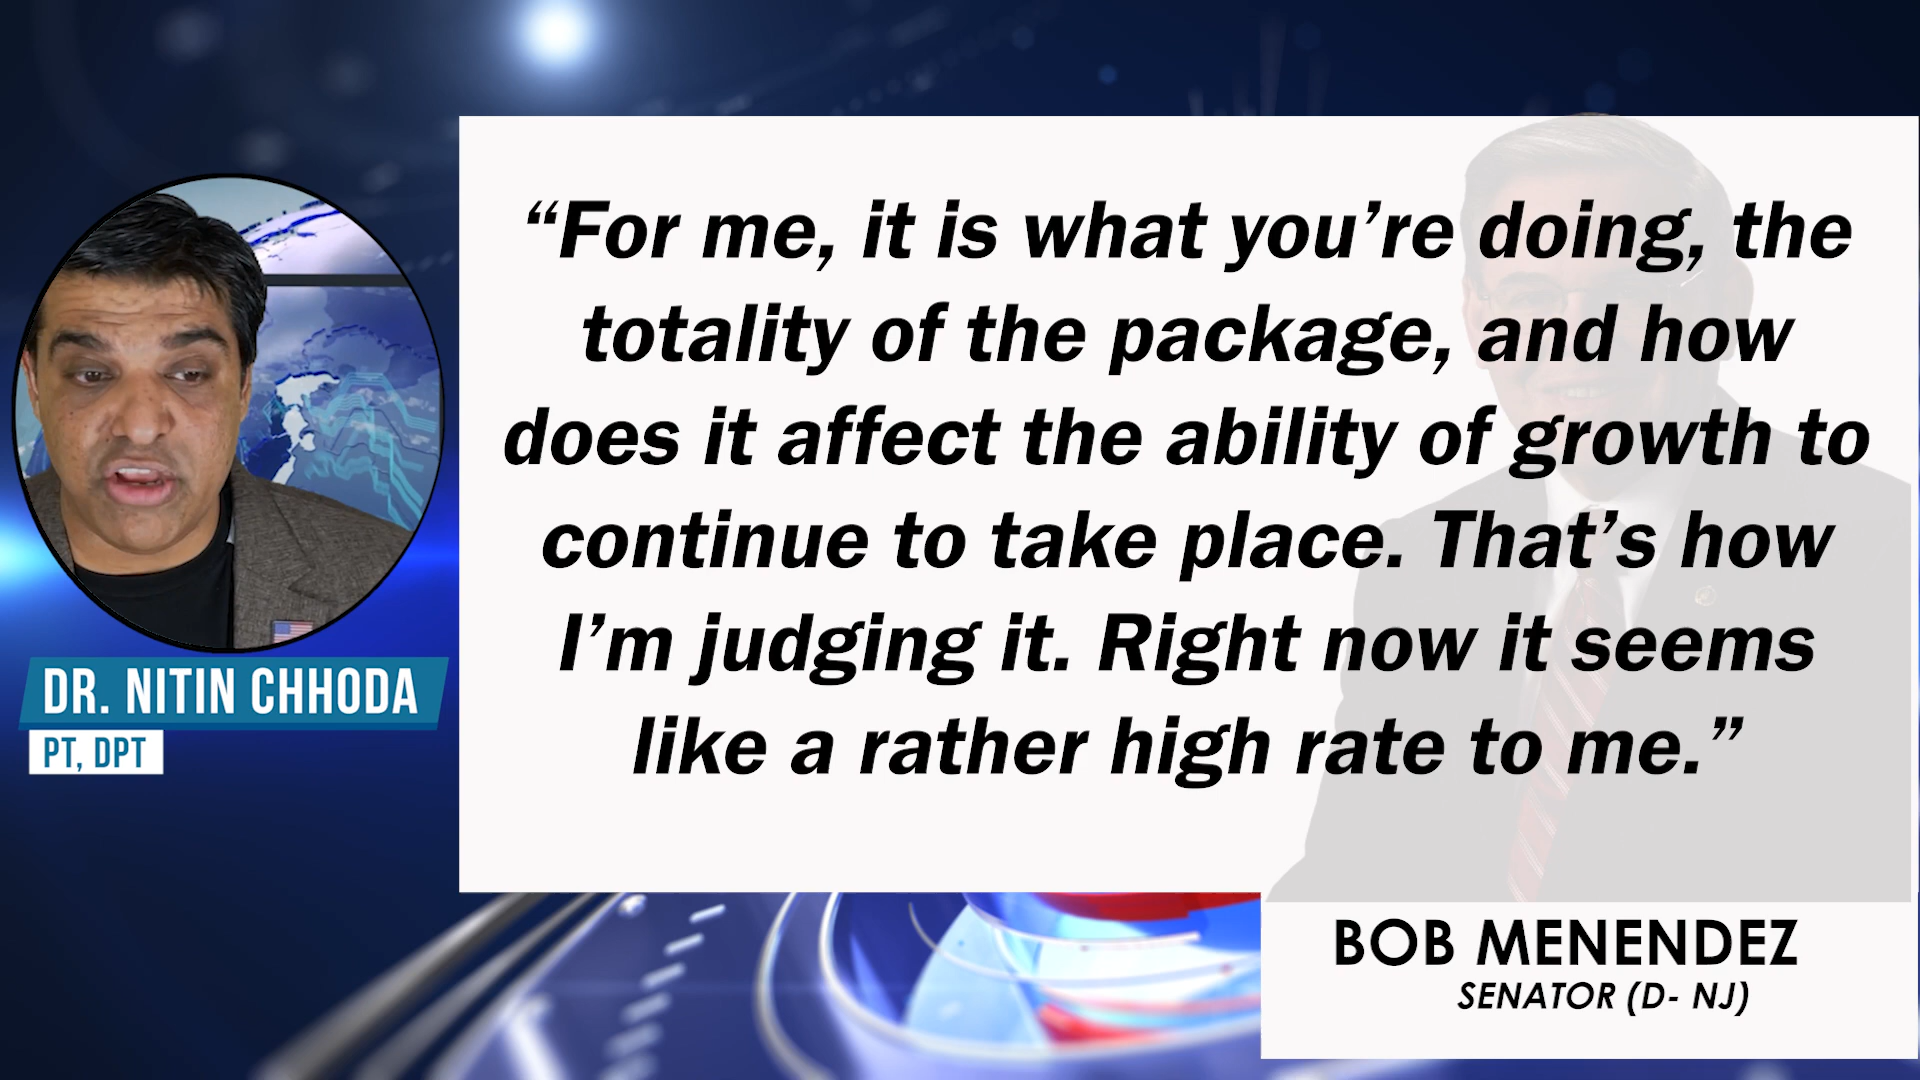 “For me, it is what you’re doing, the
totality of the package, and how
does it affect the ability of growth to
continue to take place. That’s how
I’m judging it. Right now it seems
like a rather high rate to me.”
DR. NITIN CHHODA
PT, DPT
BOB MENENDEZ
SENATOR (D- NJ)